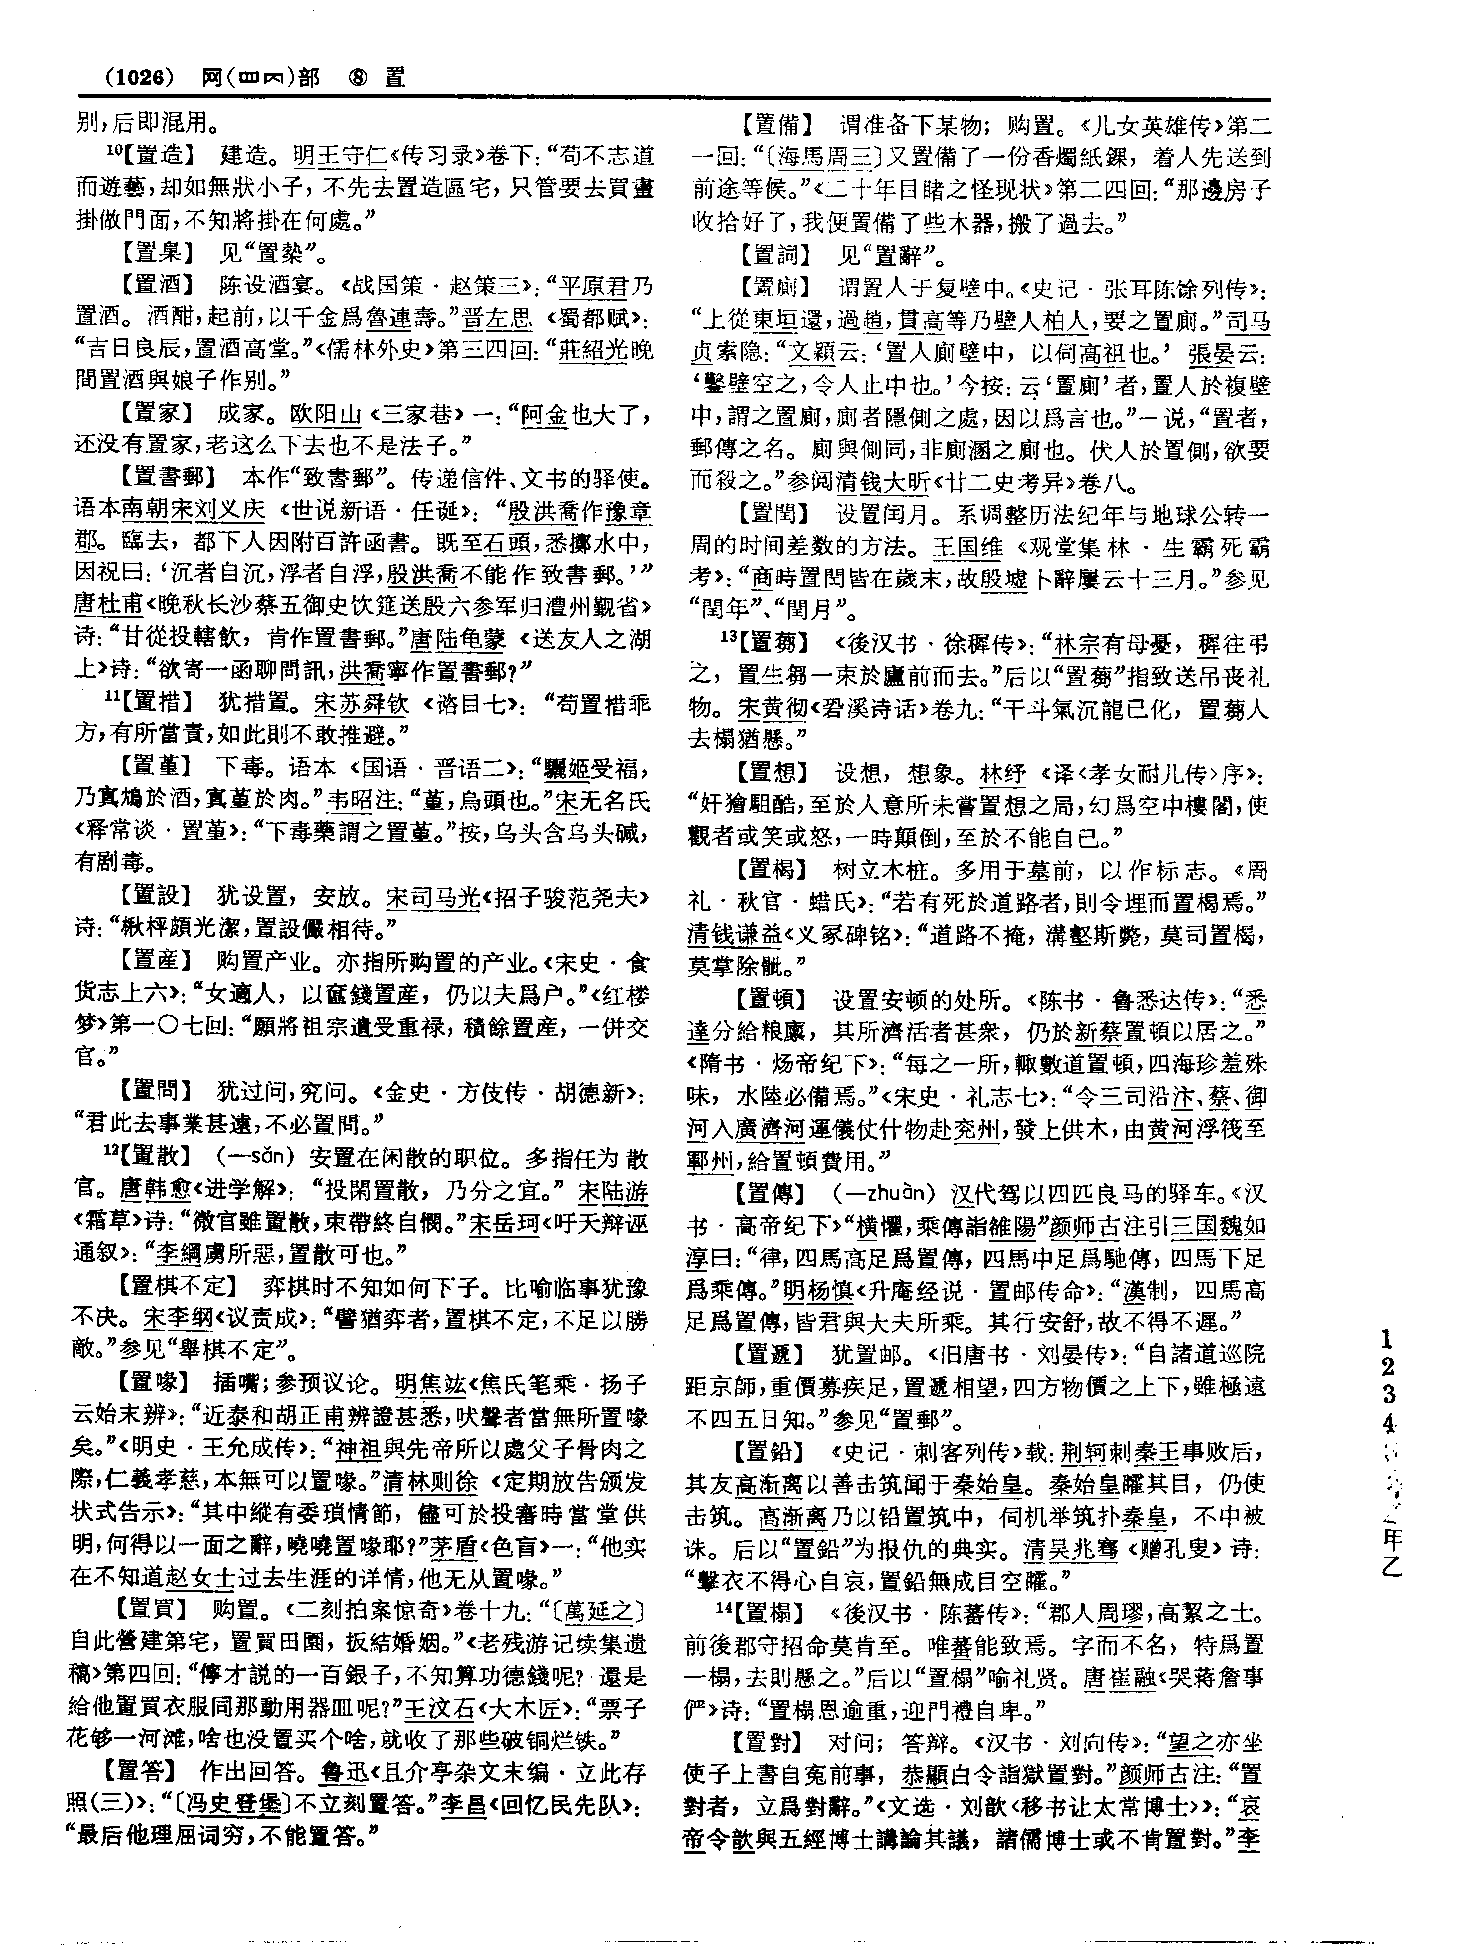 (1026) 网(罒𦉫)部 ⑧ 置
别，后即混用。
10【置造】 建造。明王守仁《传习录》卷下：“苟不志道
而遊藝，却如無狀小子，不先去置造區宅，只管要去買畫
掛做門面，不知將掛在何處。”
【置臬】 见“置槷”。
【置酒】 陈设酒宴。《战国策·赵策三》：“平原君乃
置酒。酒酣，起前，以千金爲魯連壽。”晋左思《蜀都赋》：
“吉日良辰，置酒高堂。”《儒林外史》第三四回：“莊紹光晚
間置酒與娘子作别。”
【置家】 成家。欧阳山《三家巷》一：“阿金也大了，
还没有置家，老这么下去也不是法子。”
【置書郵】 本作“致書郵”。传递信件、文书的驿使。
语本南朝宋刘义庆《世说新语·任诞》：“殷洪喬作豫章
郡。臨去，都下人因附百許函書。既至石頭，悉擲水中，
因祝曰：‘沉者自沉，浮者自浮，殷洪喬不能作致書郵。’”
唐杜甫《晚秋长沙蔡五御史饮筵送殷六参军归澧州觐省》
诗：“甘從投轄飲，肯作置書郵。”唐陆龟蒙《送友人之湖
上》诗：“欲寄一函聊問訊，洪喬寧作置書郵？”
11【置措】 犹措置。宋苏舜钦《谘目七》：“苟置措乖
方，有所當責，如此則不敢推避。”
【置堇】 下毒。语本《国语·晋语二》：“驪姬受福，
乃寘鴆於酒，寘堇於肉。”韦昭注：“堇，烏頭也。”宋无名氏
《释常谈·置堇》：“下毒藥謂之置堇。”按，乌头含乌头碱，
有剧毒。
【置設】 犹设置，安放。宋司马光《招子骏范尧夫》
诗：“楸枰頗光潔，置設儼相待。”
【置産】 购置产业。亦指所购置的产业。《宋史·食
货志上六》：“女適人，以奩錢置産，仍以夫爲户。”《红楼
梦》第一〇七回：“願將祖宗遺受重禄，積餘置産，一併交
官。”
【置問】 犹过问，究问。《金史·方伎传·胡德新》：
“君此去事業甚遠，不必置問。”
12【置散】 （—sǎn）安置在闲散的职位。多指任为散
官。唐韩愈《进学解》：“投閑置散，乃分之宜。”宋陆游
《霜草》诗：“微官雖置散，束帶終自憫。”宋岳珂《吁天辩诬
通叙》：“李綱虜所惡，置散可也。”
【置棋不定】 弈棋时不知如何下子。比喻临事犹豫
不决。宋李纲《议责成》：“譬猶弈者，置棋不定，不足以勝
敵。”参见“舉棋不定”。
【置喙】 插嘴；参预议论。明焦竑《焦氏笔乘·扬子
云始末辨》：“近泰和胡正甫辨證甚悉，吠聲者當無所置喙
矣。”《明史·王允成传》：“神祖與先帝所以處父子骨肉之
際，仁義孝慈，本無可以置喙。”清林则徐《定期放告颁发
状式告示》：“其中縱有委瑣情節，儘可於投審時當堂供
明，何得以一面之辭，嘵嘵置喙耶？”茅盾《色盲》一：“他实
在不知道赵女士过去生涯的详情，他无从置喙。”
【置買】 购置。《二刻拍案惊奇》卷十九：“〔萬延之〕
自此營建第宅，置買田園，扳結婚姻。”《老残游记续集遗
稿》第四回：“俜才説的一百銀子，不知算功德錢呢？還是
给他置買衣服同那動用器皿呢？”王汶石《大木匠》：“票子
花够一河滩，啥也没置买个啥，就收了那些破铜烂铁。”
【置答】 作出回答。鲁迅《且介亭杂文末编·立此存
照(三)》：“〔冯史登堡〕不立刻置答。”李昌《回忆民先队》：
“最后他理屈词穷，不能置答。”
【置備】 谓准备下某物；购置。《儿女英雄传》第二
一回：“〔海馬周三〕又置備了一份香燭紙錁，着人先送到
前途等候。”《二十年目睹之怪现状》第二四回：“那邊房子
收拾好了，我便置備了些木器，搬了過去。”
【置詞】 见“置辭”。
【置廁】 谓置人于复壁中。《史记·张耳陈馀列传》：
“上從東垣還，過趙，貫高等乃壁人柏人，要之置廁。”司马
贞索隐：“文穎云：‘置人廁壁中，以伺高祖也。’張晏云：
‘鑿壁空之，令人止中也。’今按：云‘置廁’者，置人於複壁
中，謂之置廁，廁者隱側之處，因以爲言也。”一说，“置者，
郵傳之名。廁與側同，非廁溷之廁也。伏人於置側，欲要
而殺之。”参阅清钱大昕《廿二史考异》卷八。
【置閏】 设置闰月。系调整历法纪年与地球公转一
周的时间差数的方法。王国维《观堂集林·生霸死霸
考》：“商時置閏皆在歲末，故殷墟卜辭屢云十三月。”参见
“閏年”、“閏月”。
13【置芻】 《後汉书·徐穉传》：“林宗有母憂，穉往弔
之，置生芻一束於廬前而去。”后以“置芻”指致送吊丧礼
物。宋黄彻《䂬溪诗话》卷九：“干斗氣沉龍已化，置芻人
去榻猶懸。”
【置想】 设想，想象。林纾《译〈孝女耐儿传〉序》：
“奸獪駔酷，至於人意所未嘗置想之局，幻爲空中樓閣，使
觀者或笑或怒，一時顛倒，至於不能自已。”
【置楬】 树立木桩。多用于墓前，以作标志。《周
礼·秋官·蜡氏》：“若有死於道路者，則令埋而置楬焉。”
清钱谦益《义冢碑铭》：“道路不掩，溝壑斯斃，莫司置楬，
莫掌除骴。”
【置頓】 设置安顿的处所。《陈书·鲁悉达传》：“悉
達分給粮廪，其所濟活者甚衆，仍於新蔡置頓以居之。”
《隋书·炀帝纪下》：“每之一所，輒數道置頓，四海珍羞殊
味，水陸必備焉。”《宋史·礼志七》：“令三司沿汴、蔡、御
河入廣濟河運儀仗什物赴兖州，發上供木，由黄河浮筏至
鄆州，給置頓費用。”
【置傳】 （—zhuàn）汉代驾以四匹良马的驿车。《汉
书·高帝纪下》“横懼，乘傳詣雒陽”颜师古注引三国魏如
淳曰：“律，四馬高足爲置傳，四馬中足爲馳傳，四馬下足
爲乘傳。”明杨慎《升庵经说·置邮传命》：“漢制，四馬高
足爲置傳，皆君與大夫所乘。其行安舒，故不得不遲。”
【置遞】 犹置邮。《旧唐书·刘晏传》：“自諸道巡院
距京師，重價募疾足，置遞相望，四方物價之上下，雖極遠
不四五日知。”参见“置郵”。
【置鉛】 《史记·刺客列传》载：荆轲刺秦王事败后，
其友高渐离以善击筑闻于秦始皇。秦始皇矐其目，仍使
击筑。高渐离乃以铅置筑中，伺机举筑扑秦皇，不中被
诛。后以“置鉛”为报仇的典实。清吴兆骞《赠孔叟》诗：
“擊衣不得心自哀，置鉛無成目空矐。”
14【置榻】 《後汉书·陈蕃传》：“郡人周璆，高絜之士。
前後郡守招命莫肯至。唯蕃能致焉。字而不名，特爲置
一榻，去則懸之。”后以“置榻”喻礼贤。唐崔融《哭蒋詹事
俨》诗：“置榻恩逾重，迎門禮自卑。”
【置對】 对问；答辩。《汉书·刘向传》：“望之亦坐
使子上書自冤前事，恭顯白令詣獄置對。”颜师古注：“置
對者，立爲對辭。”《文选·刘歆〈移书让太常博士〉》：“哀
帝令歆與五經博士講論其議，諸儒博士或不肯置對。”李
1234
年乙